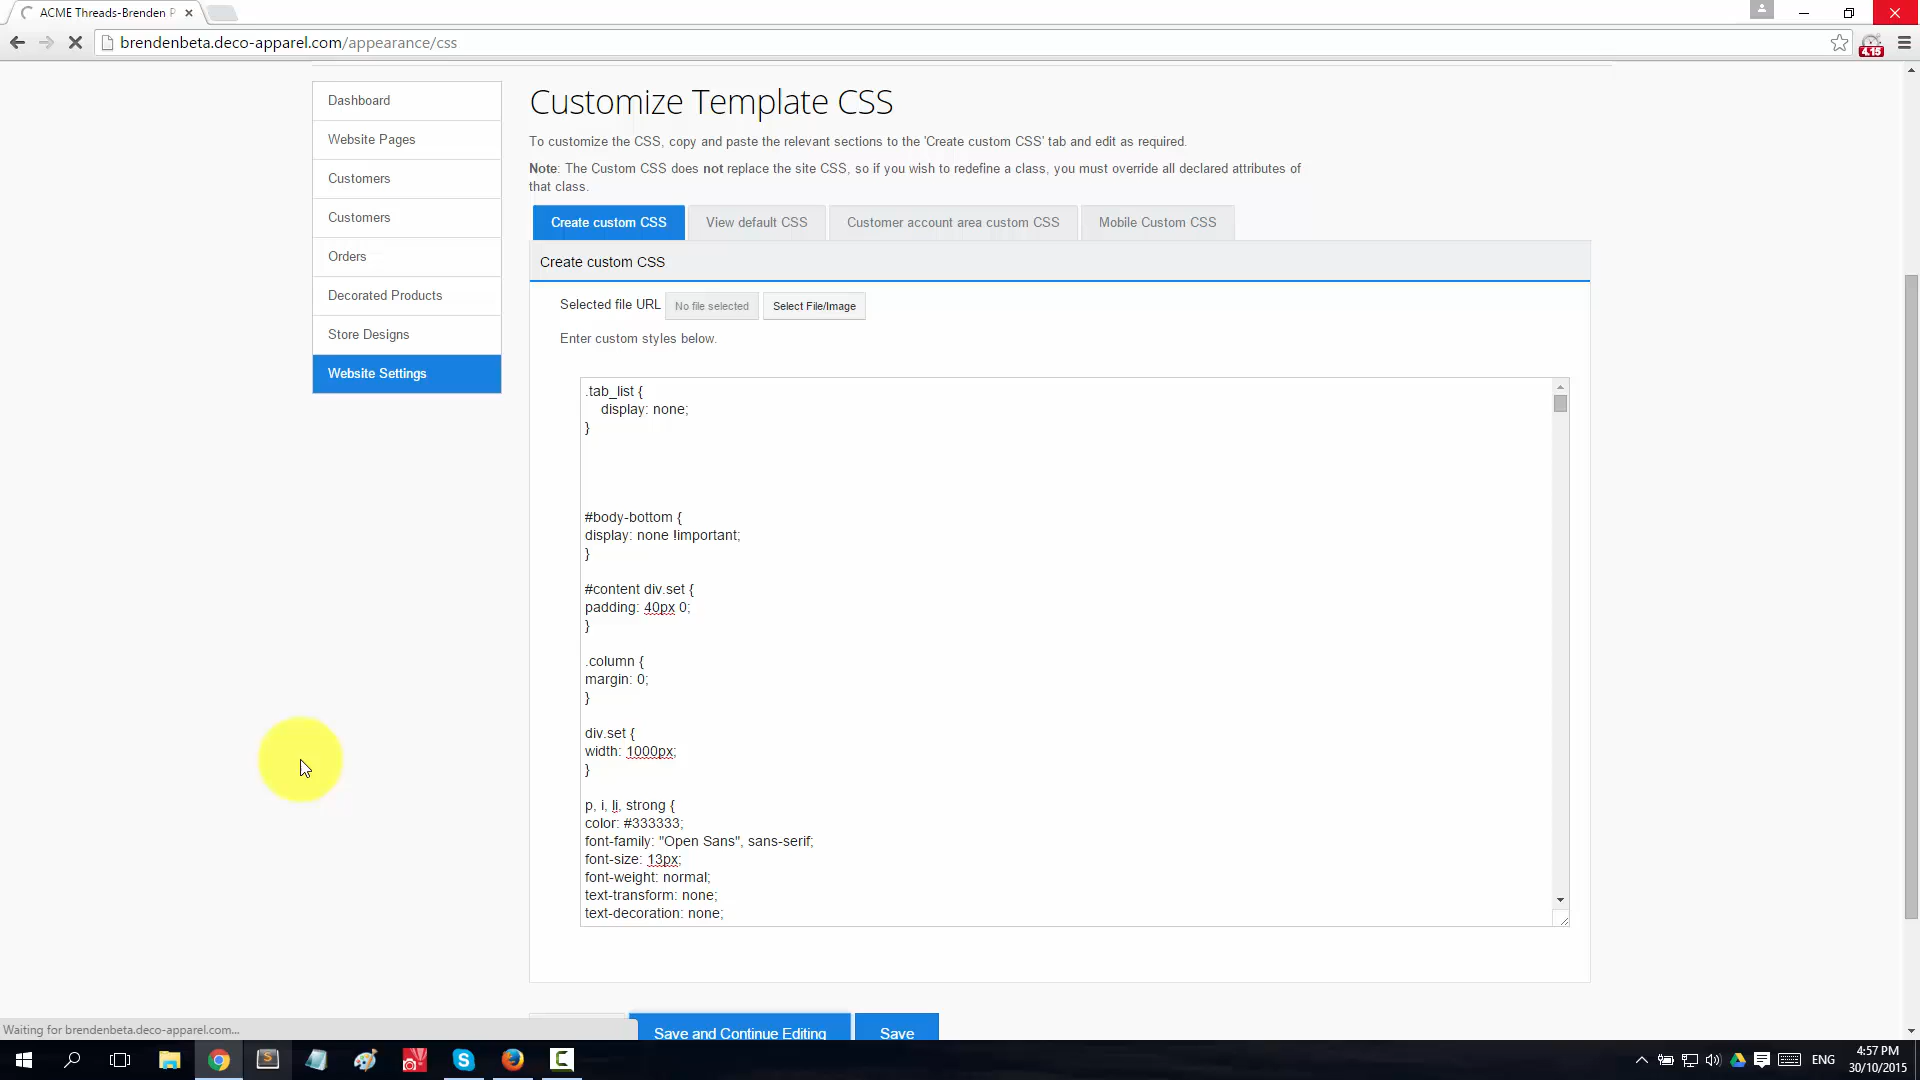 ACME Threads-Brenden P
brendenbeta.deco-apparel.com/appearance/css
4.15
Dashboard
Website Pages
Customers
Customers
Orders
Decorated Products
Store Designs
Website Settings
Customize Template CSS
To customize the CSS, copy and paste the relevant sections to the 'Create custom CSS' tab and edit as required.
Note: The Custom CSS does not replace the site CSS, so if you wish to redefine a class, you must override all declared attributes of
that class.
Create custom CSS View default CSS Customer account area custom CSS Mobile Custom CSS
Create custom CSS
Selected file URL No file selected Select File/Image
Enter custom styles below.
.tab_list {
display: none;
}
#body-bottom {
display: none !important;
}
#content div.set {
padding: 40px 0;
}
.column {
margin: 0;
}
div.set {
width: 1000px;
}
p, i, li, strong {
color: #333333;
font-family: "Open Sans", sans-serif;
font-size: 13px;
font-weight: normal;
text-transform: none;
text-decoration: none;
Save and Continue Editing Save
Waiting for brendenbeta.deco-apparel.com...
ENG
4:57 PM
30/10/2015